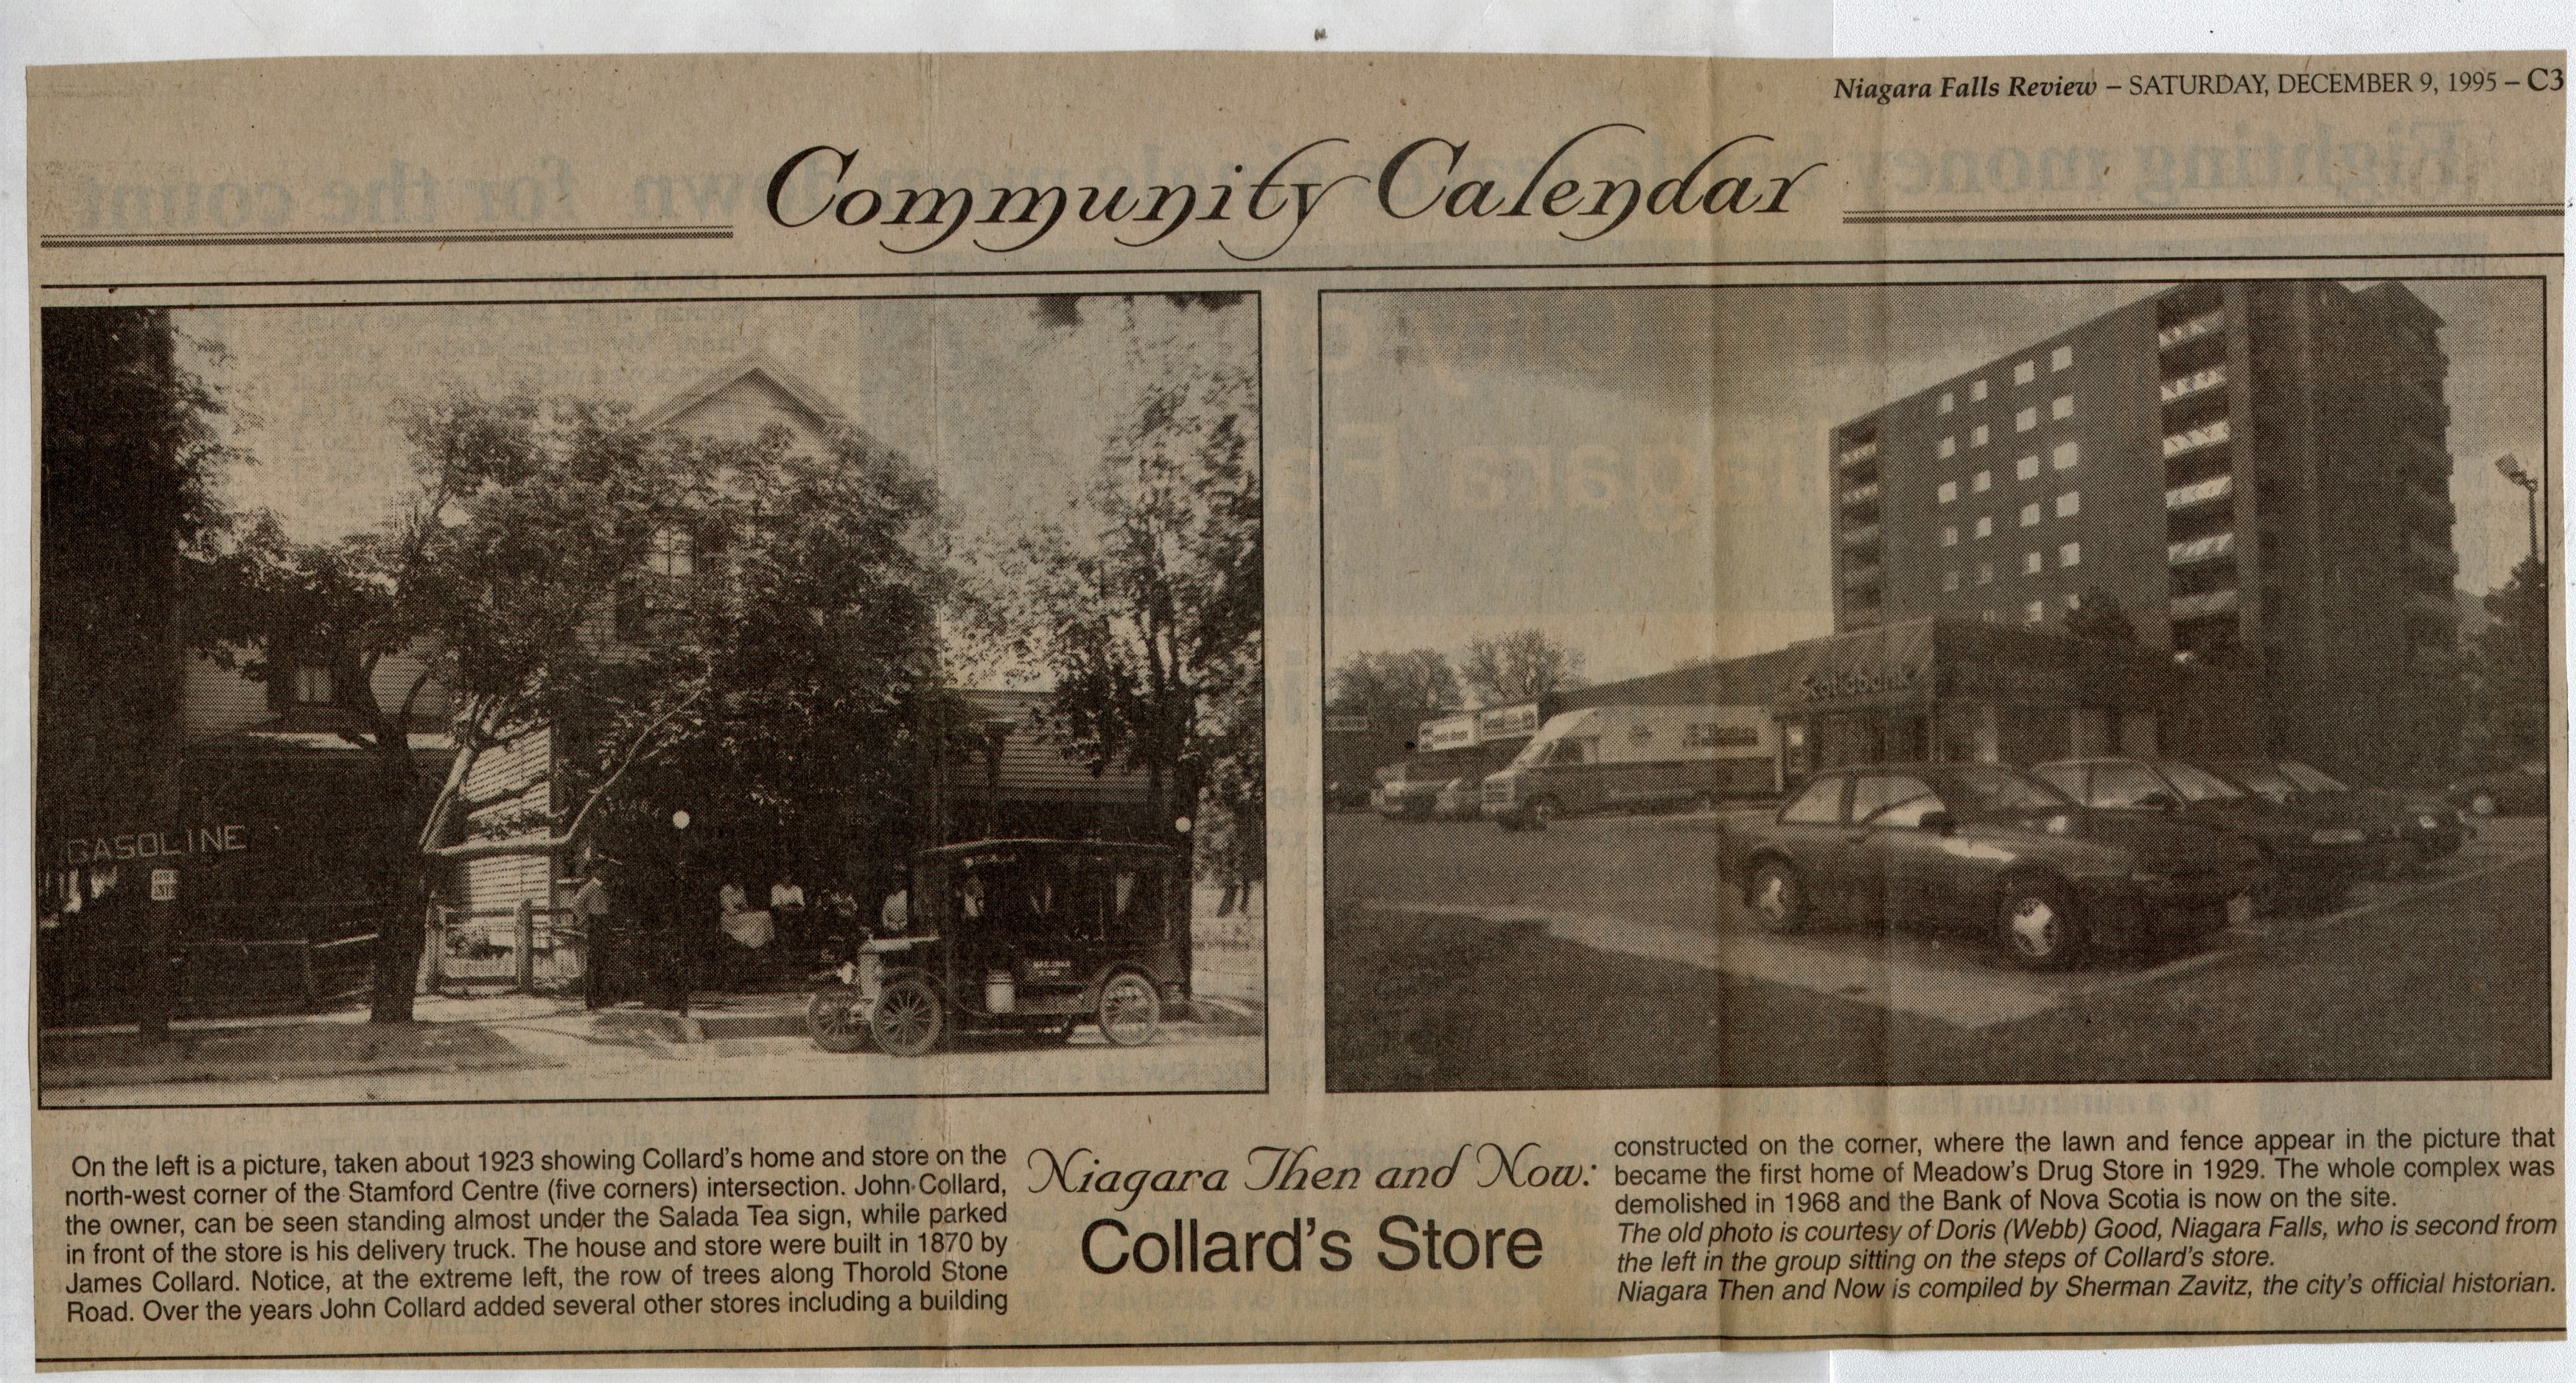 Niagara Falls Review – SATURDAY, DECEMBER 9, 1995 – C3
Community Calendar
GASOLINE
SALADA
Scotiabank
On the left is a picture, taken about 1923 showing Collard's home and store on the
north-west corner of the Stamford Centre (five corners) intersection. John Collard,
the owner, can be seen standing almost under the Salada Tea sign, while parked
in front of the store is his delivery truck. The house and store were built in 1870 by
James Collard. Notice, at the extreme left, the row of trees along Thorold Stone
Road. Over the years John Collard added several other stores including a building
Niagara Then and Now:
Collard's Store
constructed on the corner, where the lawn and fence appear in the picture that
became the first home of Meadow's Drug Store in 1929. The whole complex was
demolished in 1968 and the Bank of Nova Scotia is now on the site.
The old photo is courtesy of Doris (Webb) Good, Niagara Falls, who is second from
the left in the group sitting on the steps of Collard's store.
Niagara Then and Now is compiled by Sherman Zavitz, the city's official historian.